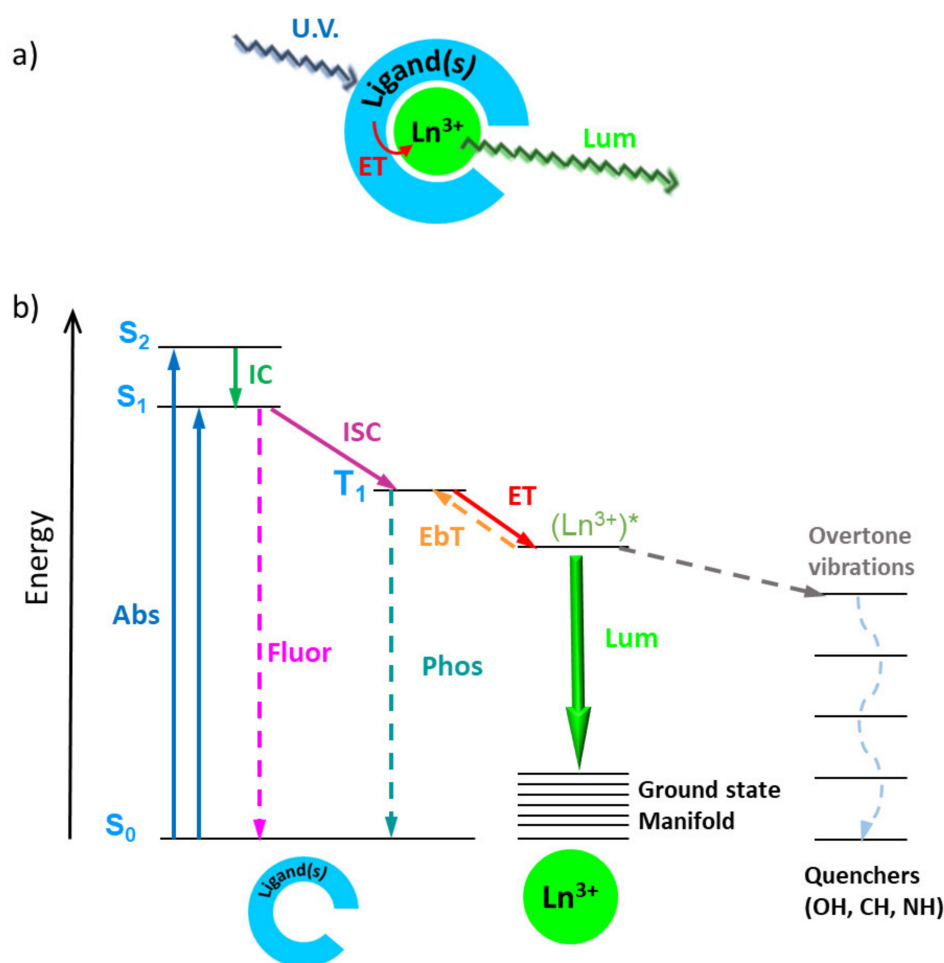 a)
U.V.
Ligand(s)
Ln³⁺
ET
Lum
b)
Energy
S₂
IC
S₁
ISC
T₁
ET
EbT
(Ln³⁺)*
Overtone
vibrations
Abs
Fluor
Phos
Lum
Ground state
Manifold
S₀
Ligand(s)
Ln³⁺
Quenchers
(OH, CH, NH)